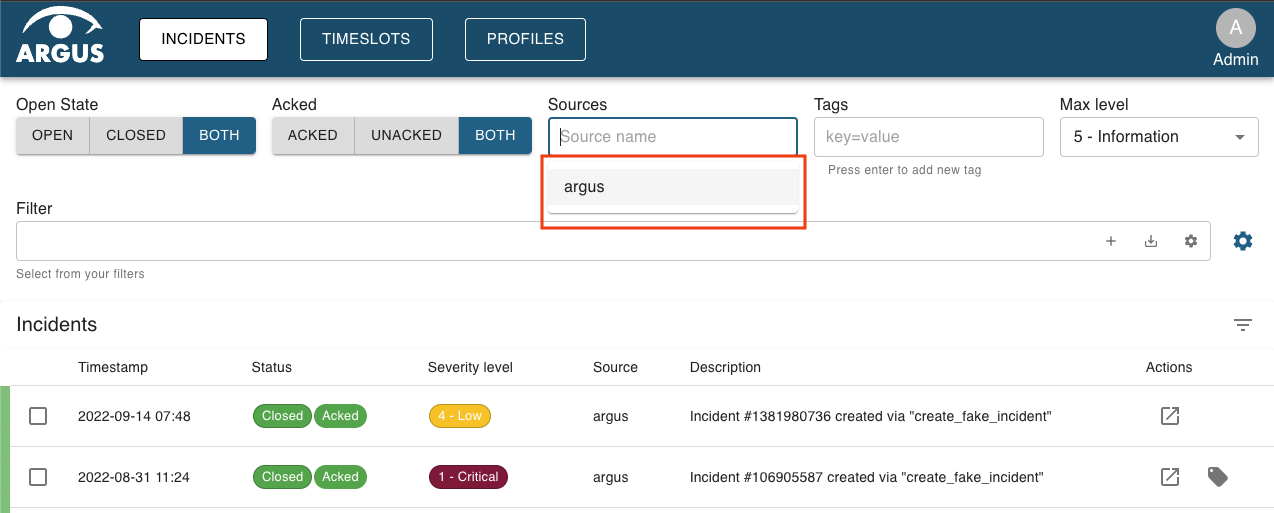 ARGUS INCIDENTS TIMESLOTS PROFILES A
Admin
Open State Acked Sources Tags Max level
OPEN CLOSED BOTH ACKED UNACKED BOTH Source name key=value 5 - Information
Press enter to add new tag
argus
Filter
Select from your filters
Incidents
Timestamp Status Severity level Source Description Actions
2022-09-14 07:48 Closed Acked 4 - Low argus Incident #1381980736 created via "create_fake_incident"
2022-08-31 11:24 Closed Acked 1 - Critical argus Incident #106905587 created via "create_fake_incident"